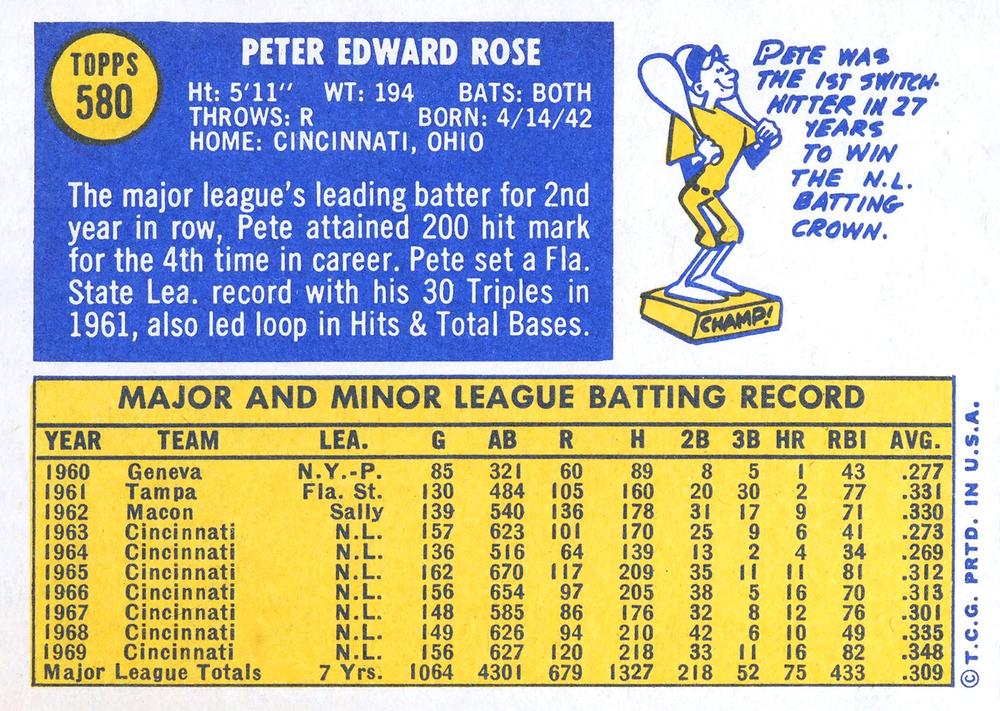 TOPPS
580
PETER EDWARD ROSE
Ht: 5'11" WT: 194 BATS: BOTH
THROWS: R BORN: 4/14/42
HOME: CINCINNATI, OHIO
The major league's leading batter for 2nd
year in row, Pete attained 200 hit mark
for the 4th time in career. Pete set a Fla.
State Lea. record with his 30 Triples in
1961, also led loop in Hits & Total Bases.
PETE WAS
THE 1ST SWITCH-
HITTER IN 27
YEARS
TO WIN
THE N.L.
BATTING
CROWN.
CHAMP!
MAJOR AND MINOR LEAGUE BATTING RECORD
YEAR TEAM LEA. G AB R H 2B 3B HR RBI AVG.
1960 Geneva N.Y.-P. 85 321 60 89 8 5 1 43 .277
1961 Tampa Fla. St. 130 484 105 160 20 30 2 77 .331
1962 Macon Sally 139 540 136 178 31 17 9 71 .330
1963 Cincinnati N.L. 157 623 101 170 25 9 6 41 .273
1964 Cincinnati N.L. 136 516 64 139 13 2 4 34 .269
1965 Cincinnati N.L. 162 670 117 209 35 11 11 81 .312
1966 Cincinnati N.L. 156 654 97 205 38 5 16 70 .313
1967 Cincinnati N.L. 148 585 86 176 32 8 12 76 .301
1968 Cincinnati N.L. 149 626 94 210 42 6 10 49 .335
1969 Cincinnati N.L. 156 627 120 218 33 11 16 82 .348
Major League Totals 7 Yrs. 1064 4301 679 1327 218 52 75 433 .309
© T.C.G. PRTD. IN U.S.A.